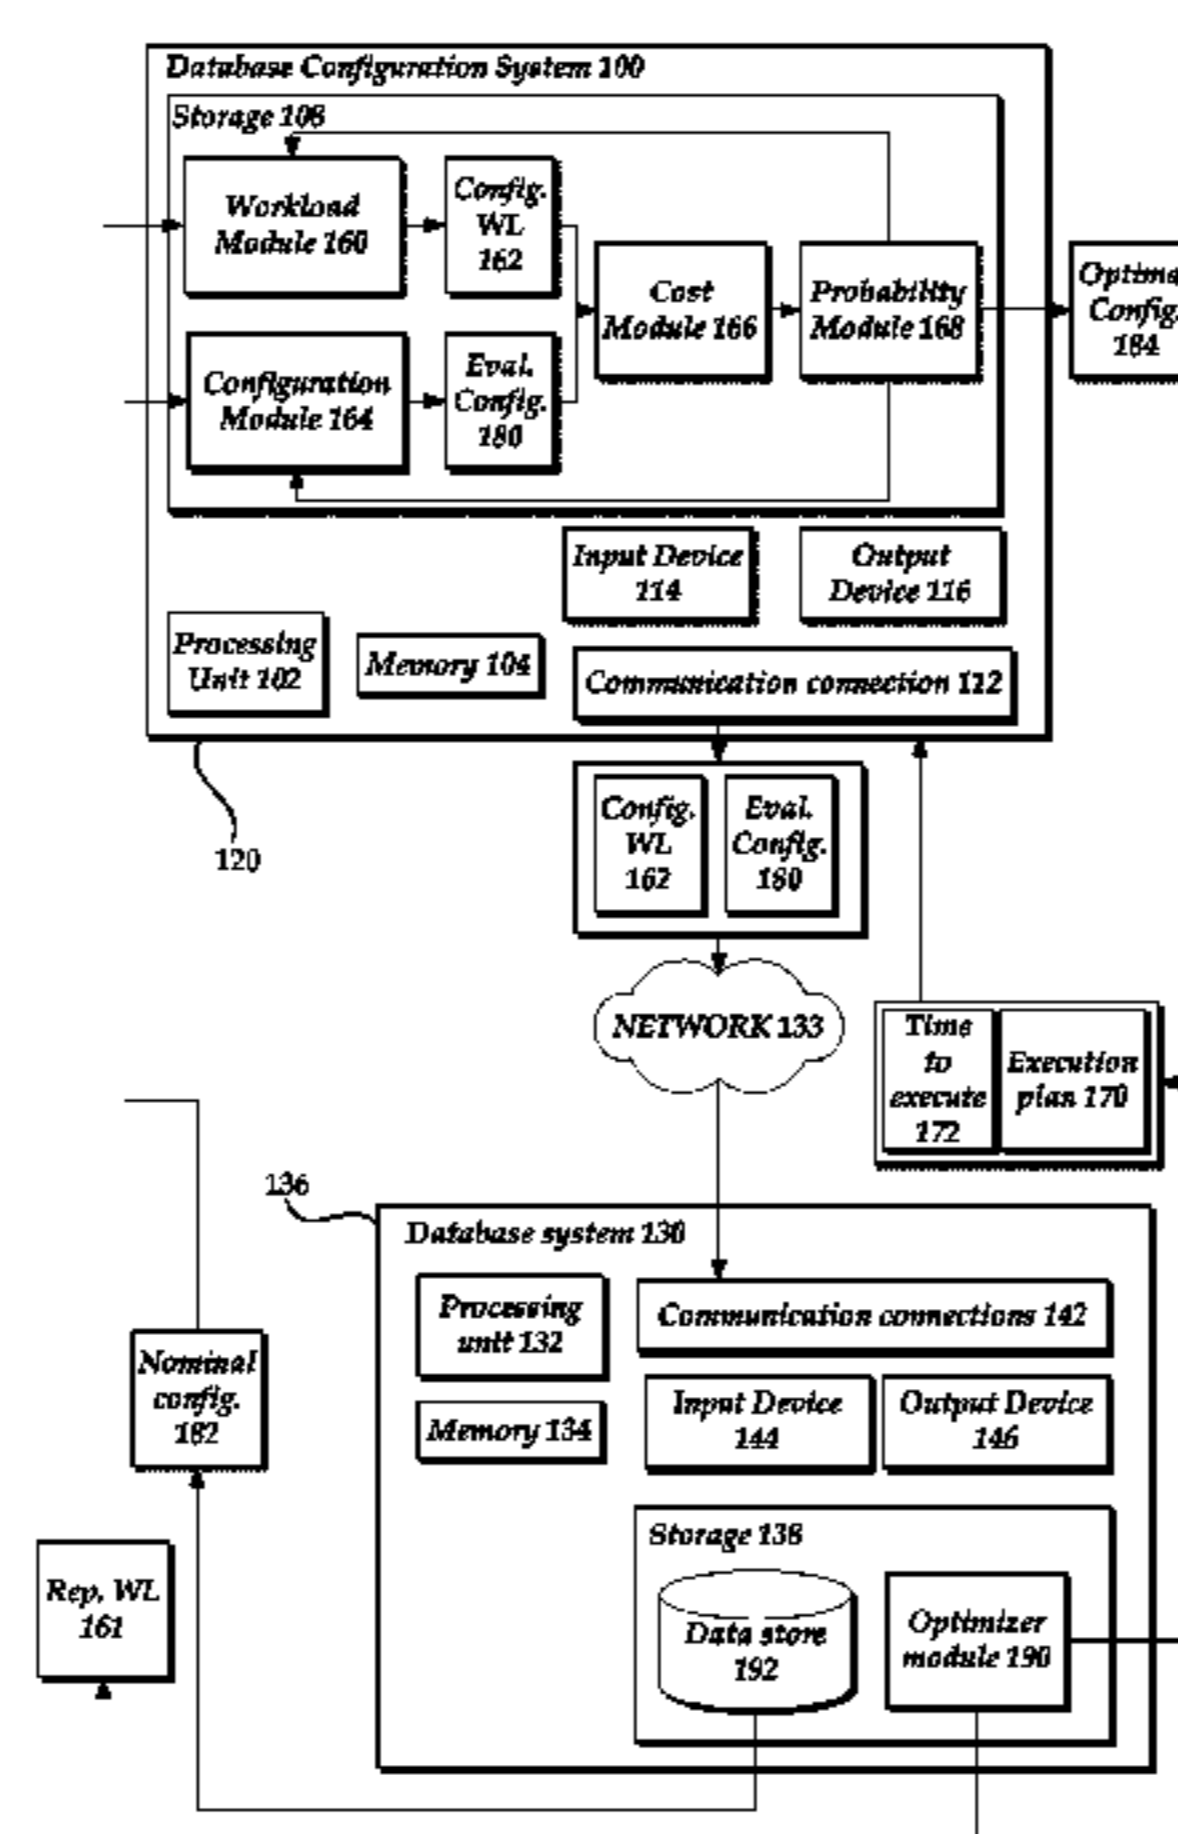 Database Configuration System 100
Storage 108
Workload
Module 160
Config.
WL
162
Cost
Module 166
Probability
Module 168
Optima
Config.
184
Configuration
Module 164
Eval.
Config.
180
Input Device
114
Output
Device 116
Processing
Unit 102
Memory 104
Communication connection 112
120
Config.
WL
162
Eval.
Config.
180
NETWORK 133
Time
to
execute
172
Execution
plan 170
136
Database system 130
Processing
unit 132
Communication connections 142
Nominal
config.
182
Memory 134
Input Device
144
Output Device
146
Storage 138
Rep. WL
161
Data store
192
Optimizer
module 190